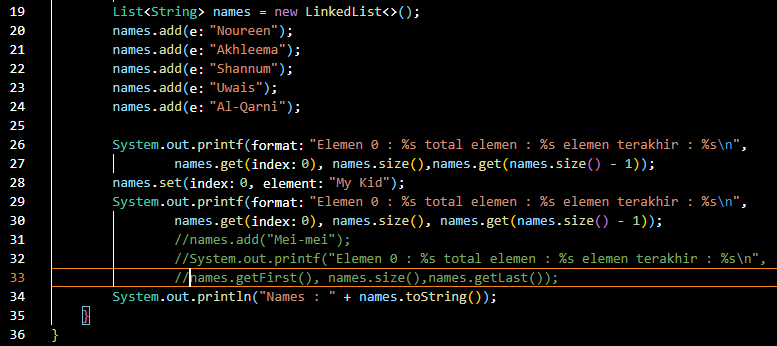 19 List<String> names = new LinkedList<>();
20 names.add(e: "Noureen");
21 names.add(e: "Akhleema");
22 names.add(e: "Shannum");
23 names.add(e: "Uwais");
24 names.add(e: "Al-Qarni");
25
26 System.out.printf(format: "Elemen 0 : %s total elemen : %s elemen terakhir : %s\n",
27 names.get(index: 0), names.size(),names.get(names.size() - 1));
28 names.set(index: 0, element: "My Kid");
29 System.out.printf(format: "Elemen 0 : %s total elemen : %s elemen terakhir : %s\n",
30 names.get(index: 0), names.size(), names.get(names.size() - 1));
31 //names.add("Mei-mei");
32 //System.out.printf("Elemen 0 : %s total elemen : %s elemen terakhir : %s\n",
33 //names.getFirst(), names.size(),names.getLast());
34 System.out.println("Names : " + names.toString());
35 }
36 }